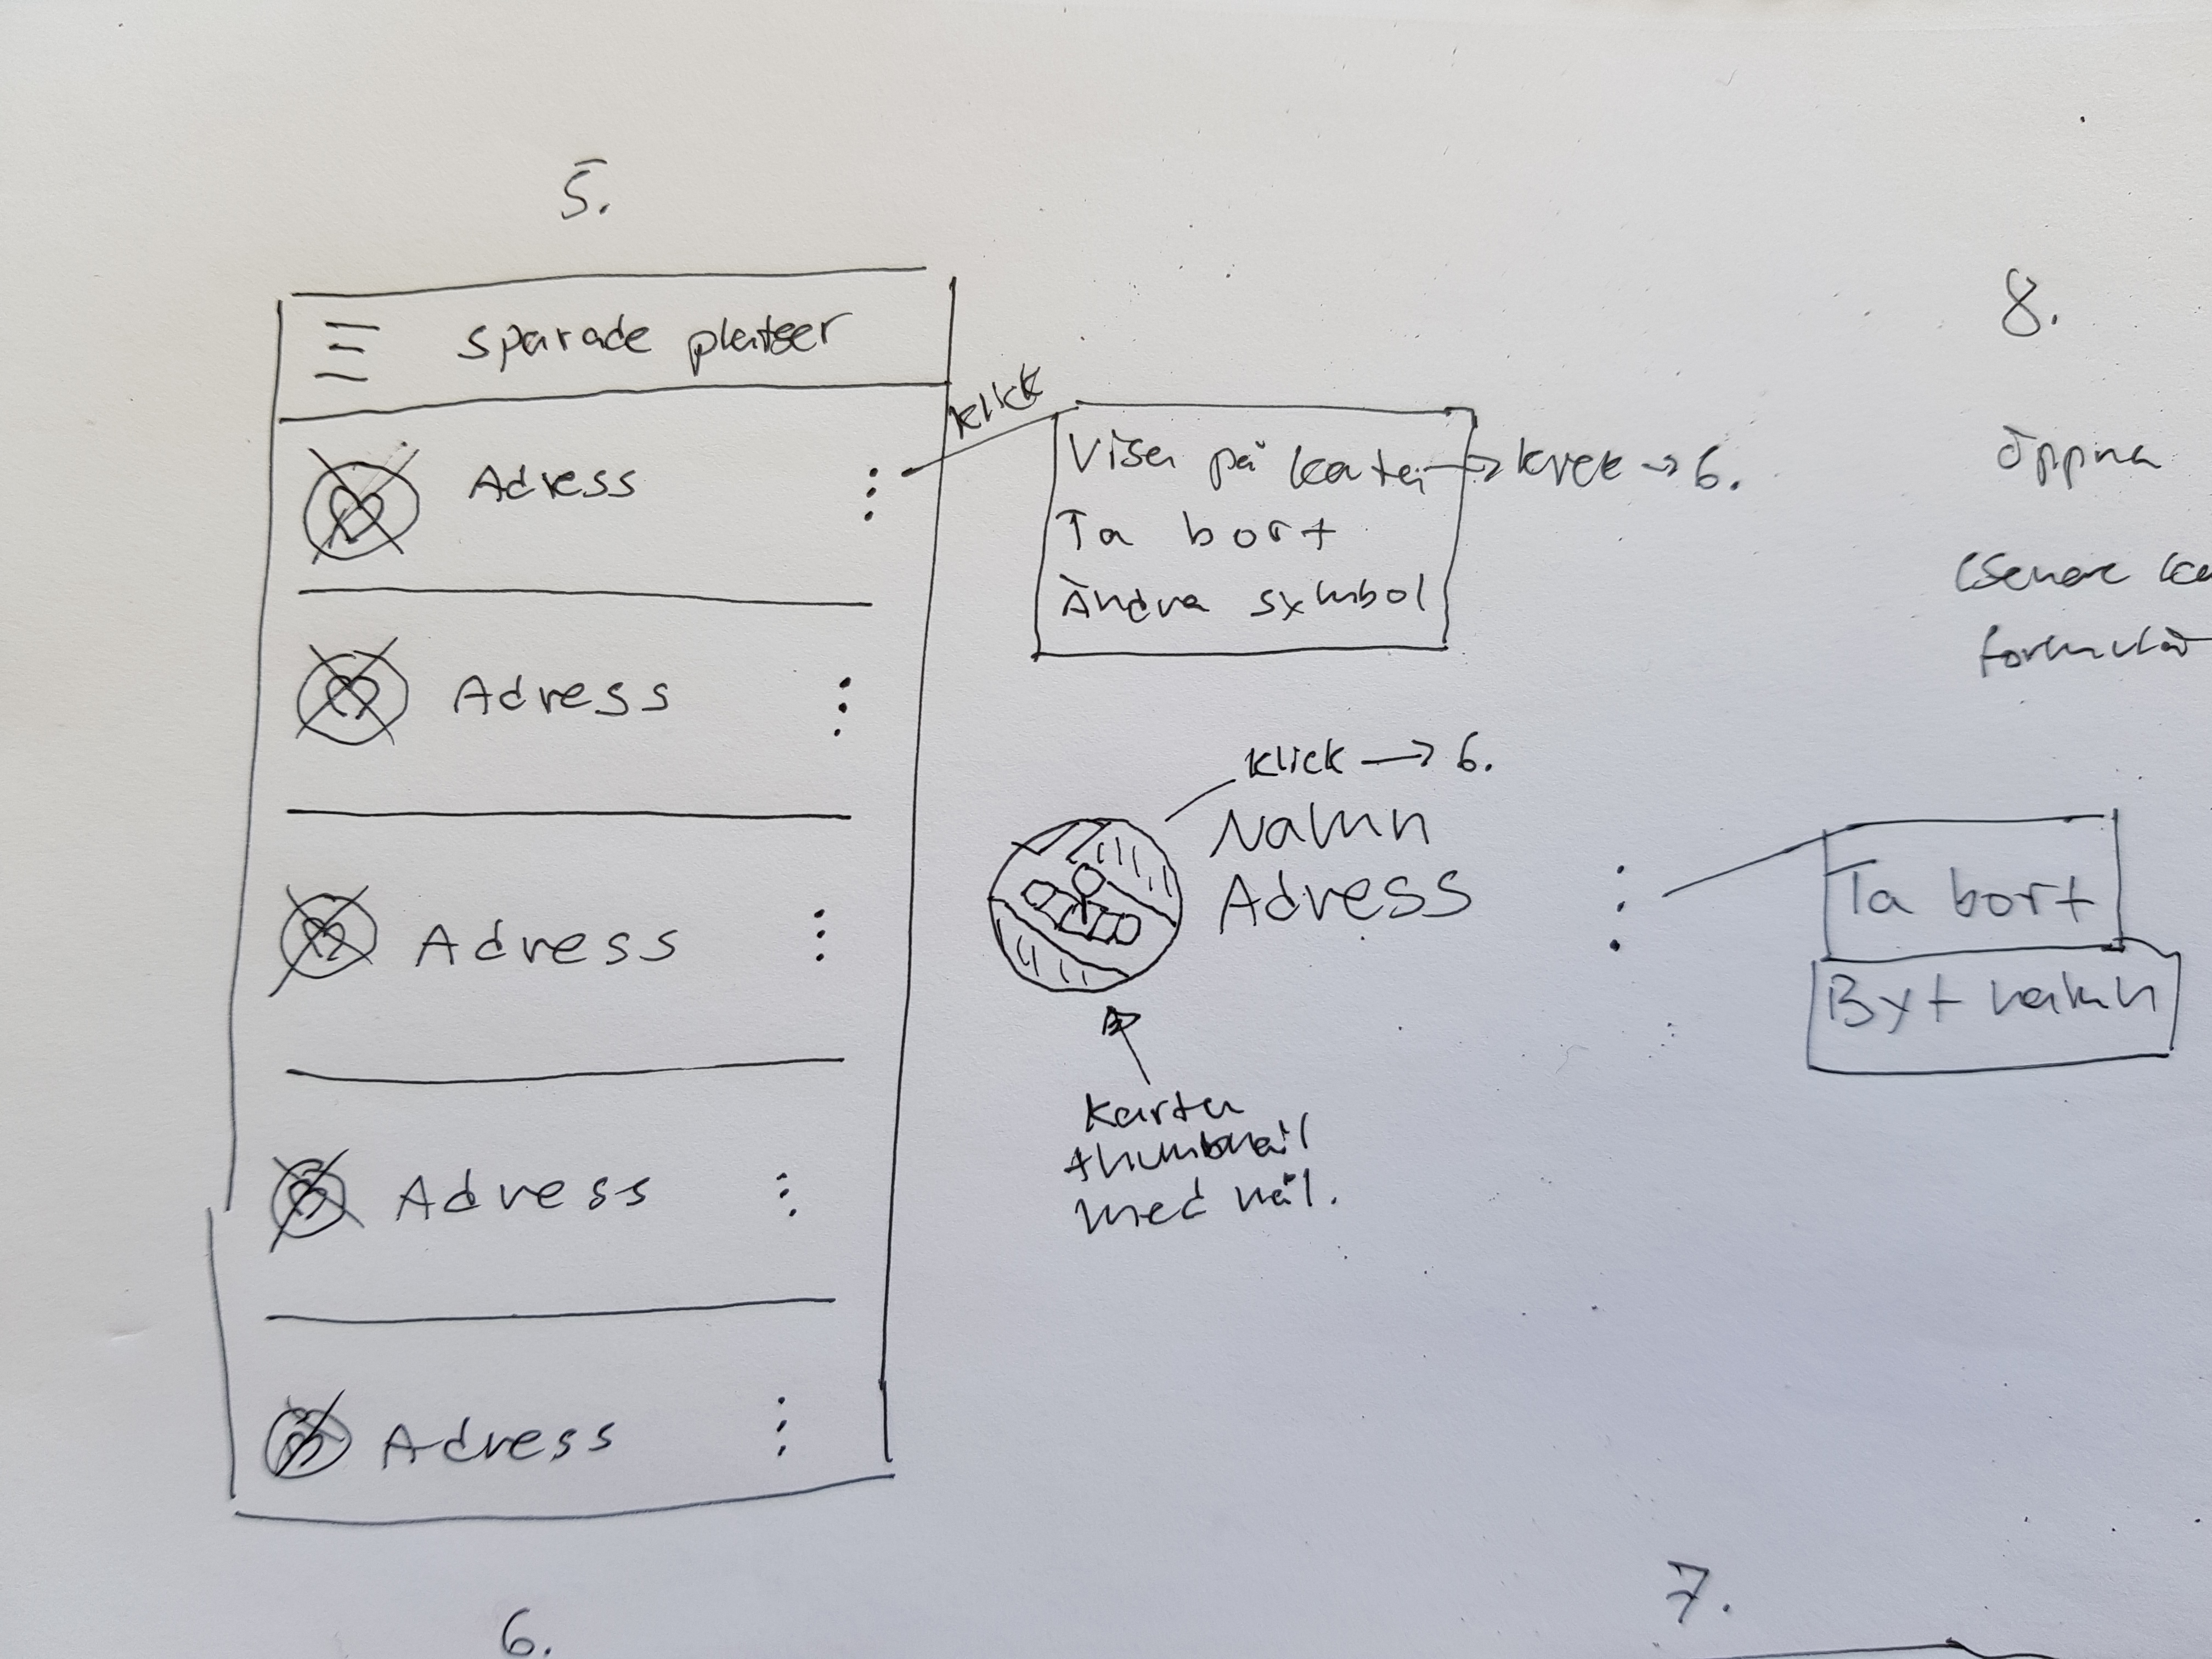 5.
sparade platser
Adress
Adress
Adress
Adress
Adress
klick
Visa på kartan → klick → 6.
Ta bort
Ändra symbol
klick → 6.
Namn
Adress
Ta bort
Byt namn
Karta
thumbnail
med nål.
8.
öppna
(senare
formulär
6.
7.